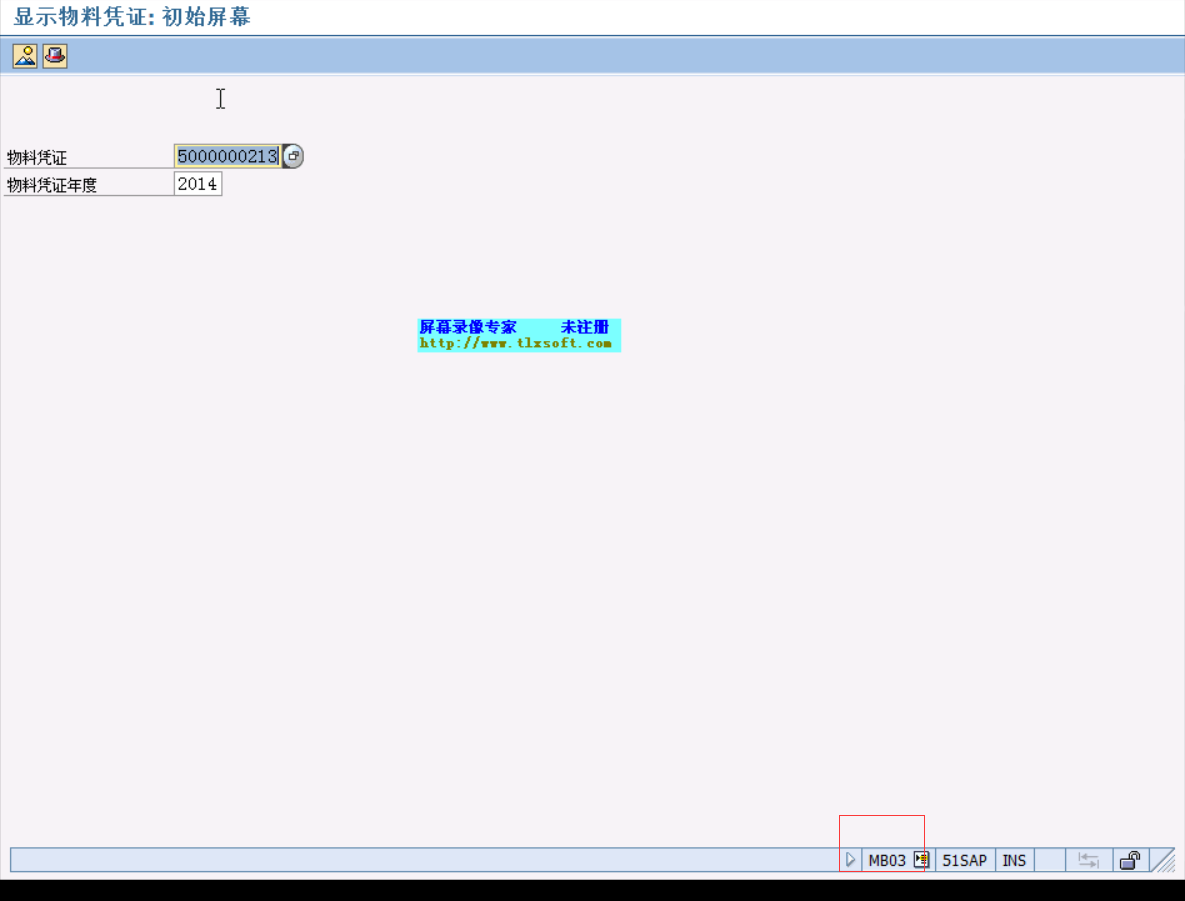 显示物料凭证: 初始屏幕
物料凭证 5000000213
物料凭证年度 2014
屏幕录像专家 未注册
http://www.tlxsoft.com
MB03 51SAP INS